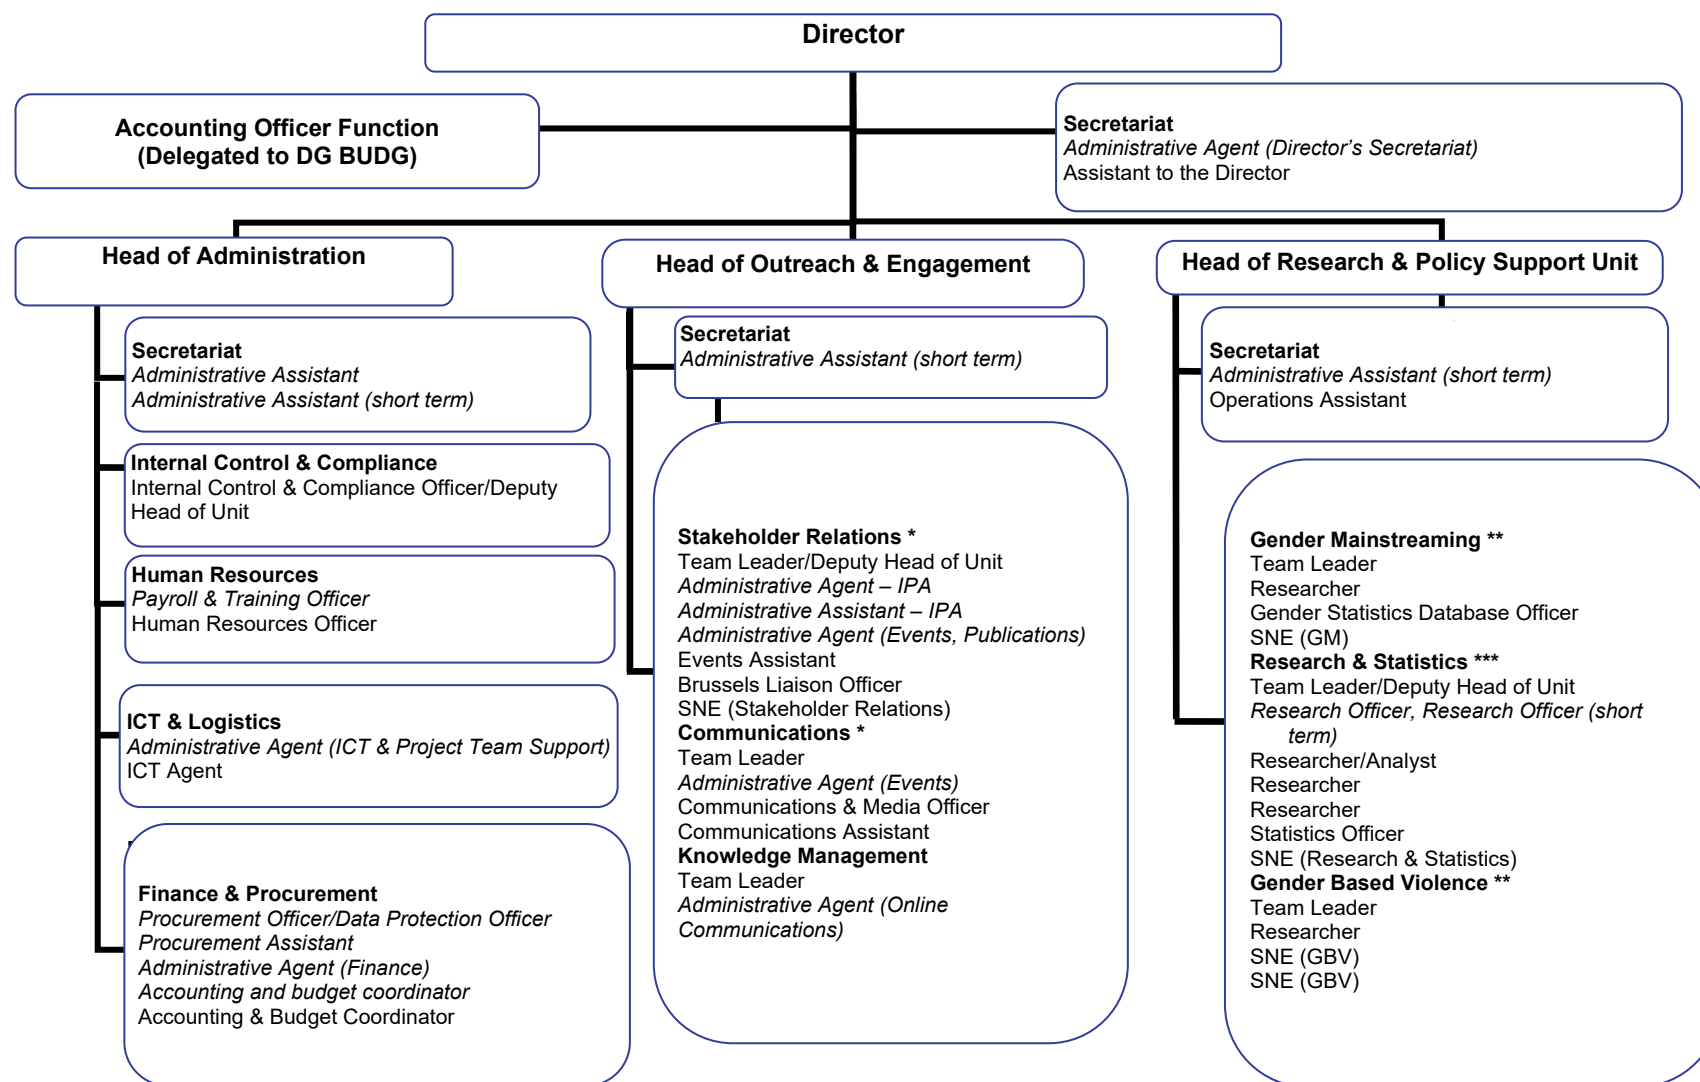 Director
Accounting Officer Function
(Delegated to DG BUDG)
Secretariat
Administrative Agent (Director’s Secretariat)
Assistant to the Director
Head of Administration
Secretariat
Administrative Assistant
Administrative Assistant (short term)
Internal Control & Compliance
Internal Control & Compliance Officer/Deputy
Head of Unit
Human Resources
Payroll & Training Officer
Human Resources Officer
ICT & Logistics
Administrative Agent (ICT & Project Team Support)
ICT Agent
Finance & Procurement
Procurement Officer/Data Protection Officer
Procurement Assistant
Administrative Agent (Finance)
Accounting and budget coordinator
Accounting & Budget Coordinator
Head of Outreach & Engagement
Secretariat
Administrative Assistant (short term)
Stakeholder Relations *
Team Leader/Deputy Head of Unit
Administrative Agent – IPA
Administrative Assistant – IPA
Administrative Agent (Events, Publications)
Events Assistant
Brussels Liaison Officer
SNE (Stakeholder Relations)
Communications *
Team Leader
Administrative Agent (Events)
Communications & Media Officer
Communications Assistant
Knowledge Management
Team Leader
Administrative Agent (Online
Communications)
Head of Research & Policy Support Unit
Secretariat
Administrative Assistant (short term)
Operations Assistant
Gender Mainstreaming **
Team Leader
Researcher
Gender Statistics Database Officer
SNE (GM)
Research & Statistics ***
Team Leader/Deputy Head of Unit
Research Officer, Research Officer (short
term)
Researcher/Analyst
Researcher
Researcher
Statistics Officer
SNE (Research & Statistics)
Gender Based Violence **
Team Leader
Researcher
SNE (GBV)
SNE (GBV)